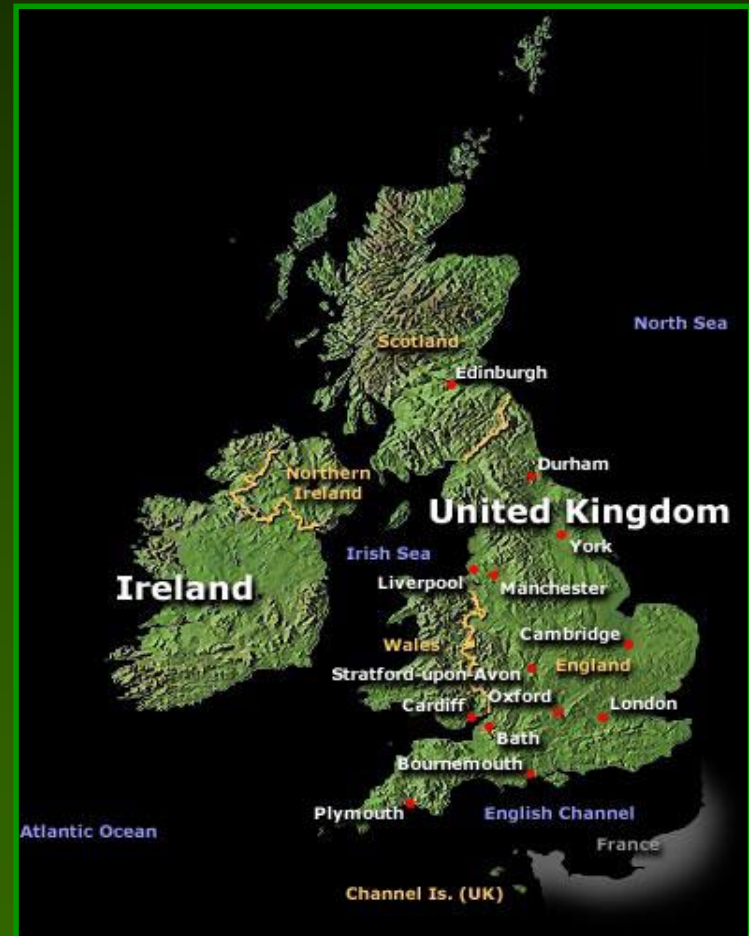 North Sea
Scotland
Edinburgh
Durham
Northern
Ireland
United Kingdom
York
Irish Sea
Liverpool
Manchester
Ireland
Cambridge
Wales
England
Stratford-upon-Avon
Oxford
Cardiff
London
Bath
Bournemouth
Plymouth
English Channel
Atlantic Ocean
France
Channel Is. (UK)